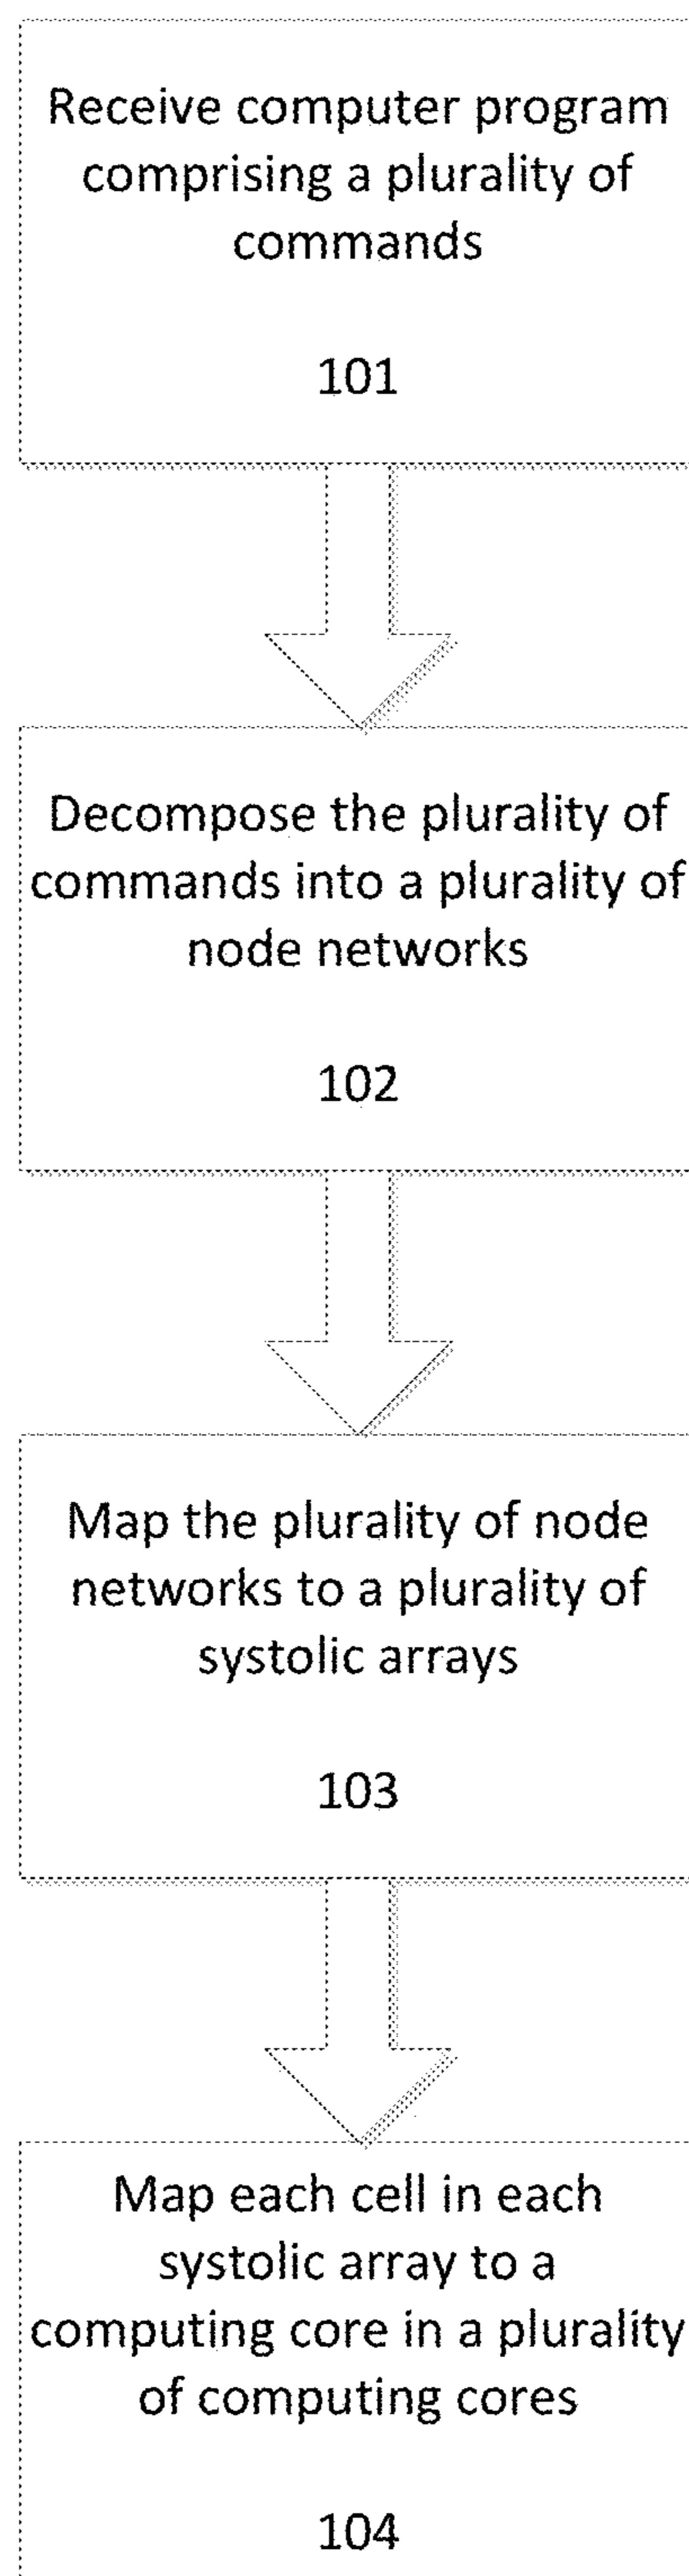 Receive computer program
comprising a plurality of
commands
101
Decompose the plurality of
commands into a plurality of
node networks
102
Map the plurality of node
networks to a plurality of
systolic arrays
103
Map each cell in each
systolic array to a
computing core in a plurality
of computing cores
104